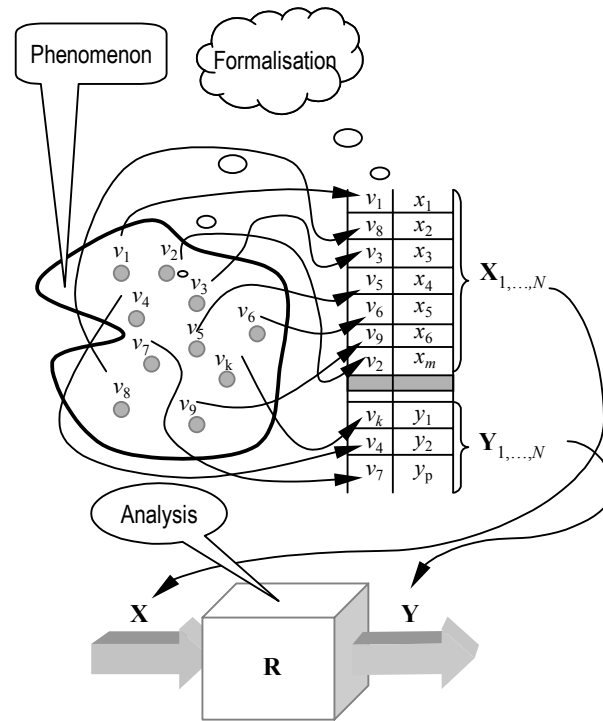 Phenomenon
Formalisation
v₁ x₁
v₈ x₂
v₃ x₃
v₅ x₄
v₆ x₅
v₉ x₆
v₂ xₘ
X₁,…,N
vₖ y₁
v₄ y₂
v₇ yₚ
Y₁,…,N
v₁
v₂
v₃
v₄
v₅
v₆
v₇
vₖ
v₈
v₉
Analysis
X
Y
R